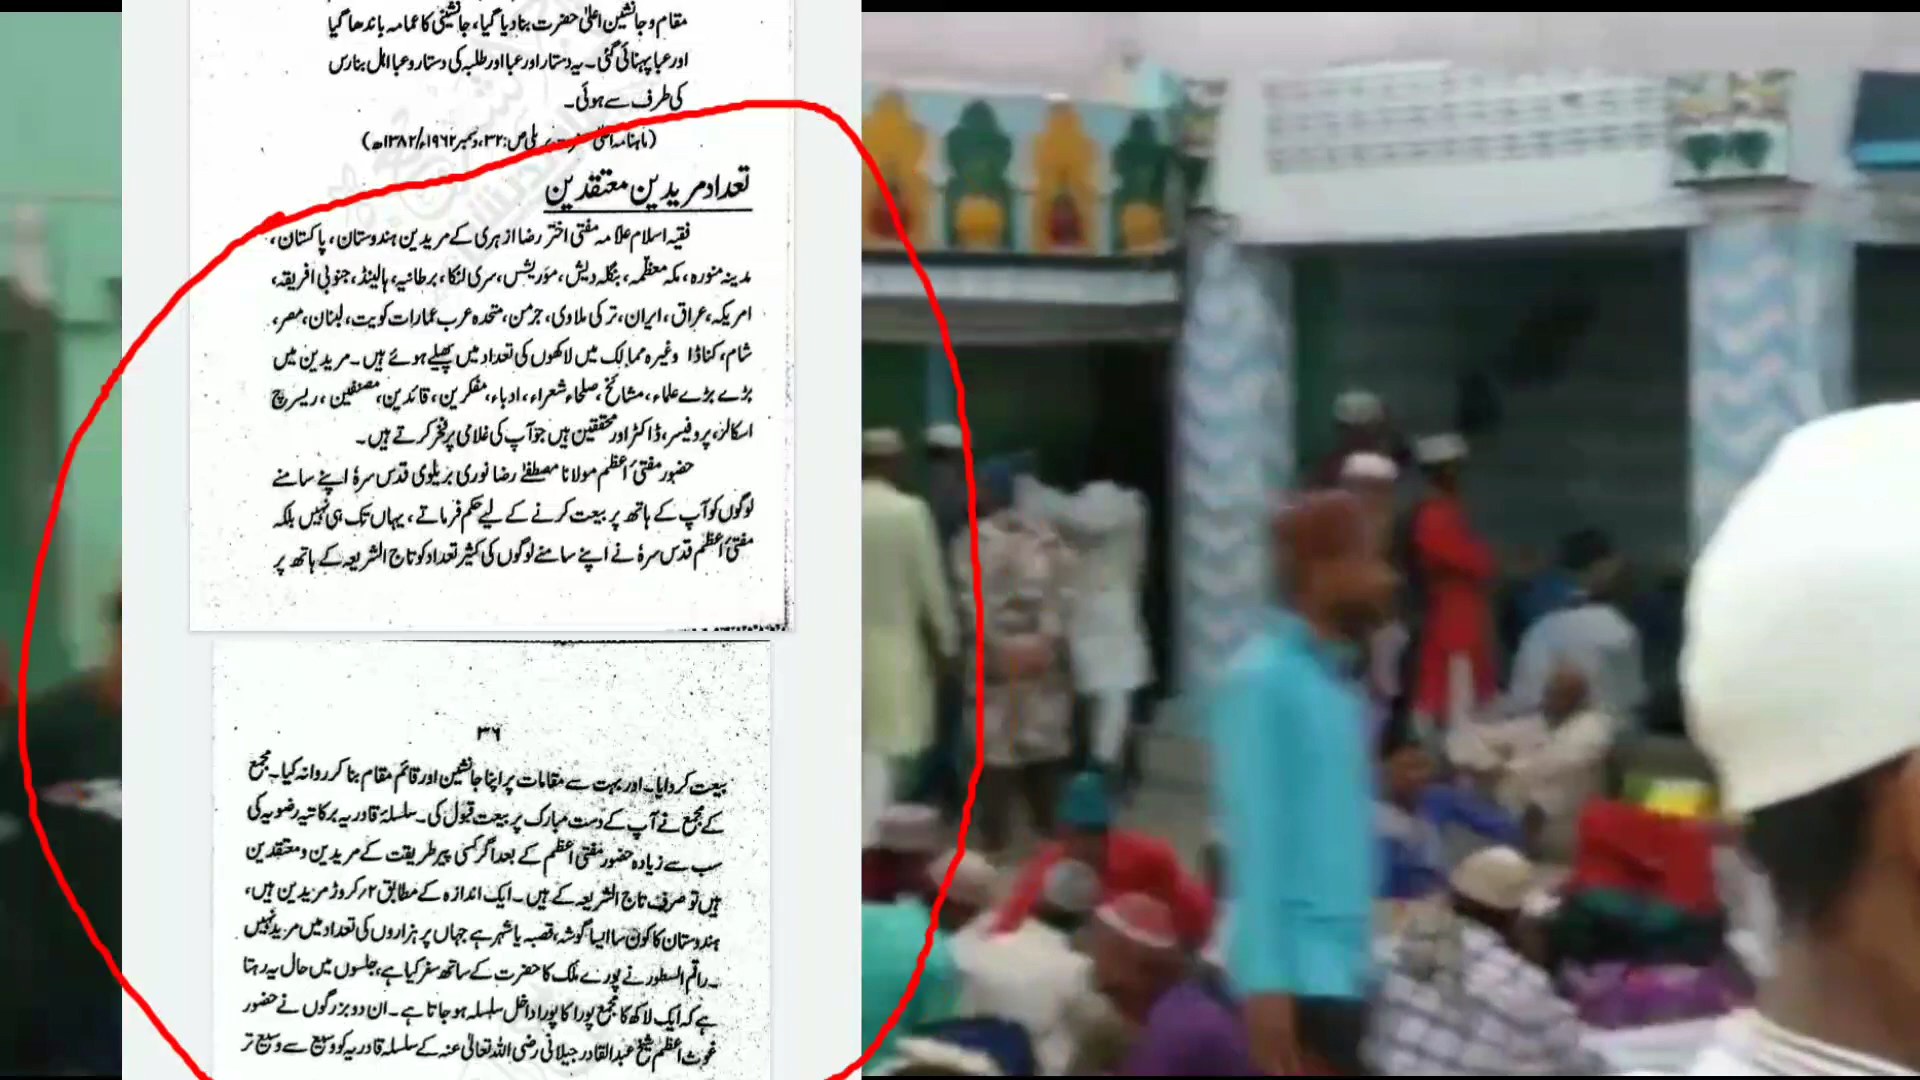 مقام و جانشین اعلیٰ حضرت بنا دیا گیا، جانشینی کا عمامہ باندھا گیا
اور عبا پہنائی گئی۔ یہ دستار اور عبا اور طلبہ کی دستار و عبا اہل بنارس
کی طرف سے ہوئی۔
(ماہنامہ اعلیٰ حضرت بریلی ص:۳۲، دسمبر ۱۹۶۲ء/۱۳۸۲ھ)
تعداد مریدین معتقدین
فقیہ اسلام علامہ مفتی اختر رضا ازہری کے مریدین ہندوستان، پاکستان،
مدینہ منورہ، مکہ معظمہ، بنگلہ دیش، موریشس، سری لنکا، برطانیہ، ہالینڈ، جنوبی افریقہ،
امریکہ، عراق، ایران، ترکی ملاوی، جرمن، متحدہ عرب عمارات کویت، لبنان، مصر،
شام، کناڈا وغیرہ ممالک میں لاکھوں کی تعداد میں پھیلے ہوئے ہیں۔ مریدین میں
بڑے بڑے علماء، مشائخ، صلحاء شعراء، ادباء، مفکرین، قائدین، مصنفین، ریسرچ
اسکالرز، پروفیسر، ڈاکٹر اور محققین ہیں جو آپ کی غلامی پر فخر کرتے ہیں۔
حضور مفتیٔ اعظم مولانا مصطفےٰ رضا نوری بریلوی قدس سرہٗ اپنے سامنے
لوگوں کو آپ کے ہاتھ پر بیعت کرنے کے لیے حکم فرماتے، یہاں تک ہی نہیں بلکہ
مفتیٔ اعظم قدس سرہٗ نے اپنے سامنے لوگوں کی کثیر تعداد کو تاج الشریعہ کے ہاتھ پر
۳۶
بیعت کروایا۔ اور بہت سے مقامات پر اپنا جانشین اور قائم مقام بنا کر روانہ کیا۔ مجمع
کے مجمع نے آپ کے دست مبارک پر بیعت قبول کی۔ سلسلۂ قادریہ برکاتیہ رضویہ کی
سب سے زیادہ حضور مفتی اعظم کے بعد اگر کسی پیر طریقت کے مریدین و معتقدین
ہیں تو صرف تاج الشریعہ کے ہیں۔ ایک اندازہ کے مطابق ۲/ کروڑ مریدین ہیں،
ہندوستان کا کون سا ایسا گوشہ، قصبہ یا شہر ہے جہاں پر ہزاروں کی تعداد میں مرید نہیں
۔ راقم السطور نے پورے ملک کا حضرت کے ساتھ سفر کیا ہے، جلسوں میں حال یہ رہتا
ہے کہ ایک لاکھ کا مجمع پورا کا پورا داخل سلسلہ ہو جاتا ہے۔ ان دو بزرگوں نے حضور
غوث اعظم شیخ عبدالقادر جیلانی رضی اللہ تعالیٰ عنہ کے سلسلہ قادریہ کو وسیع سے وسیع تر